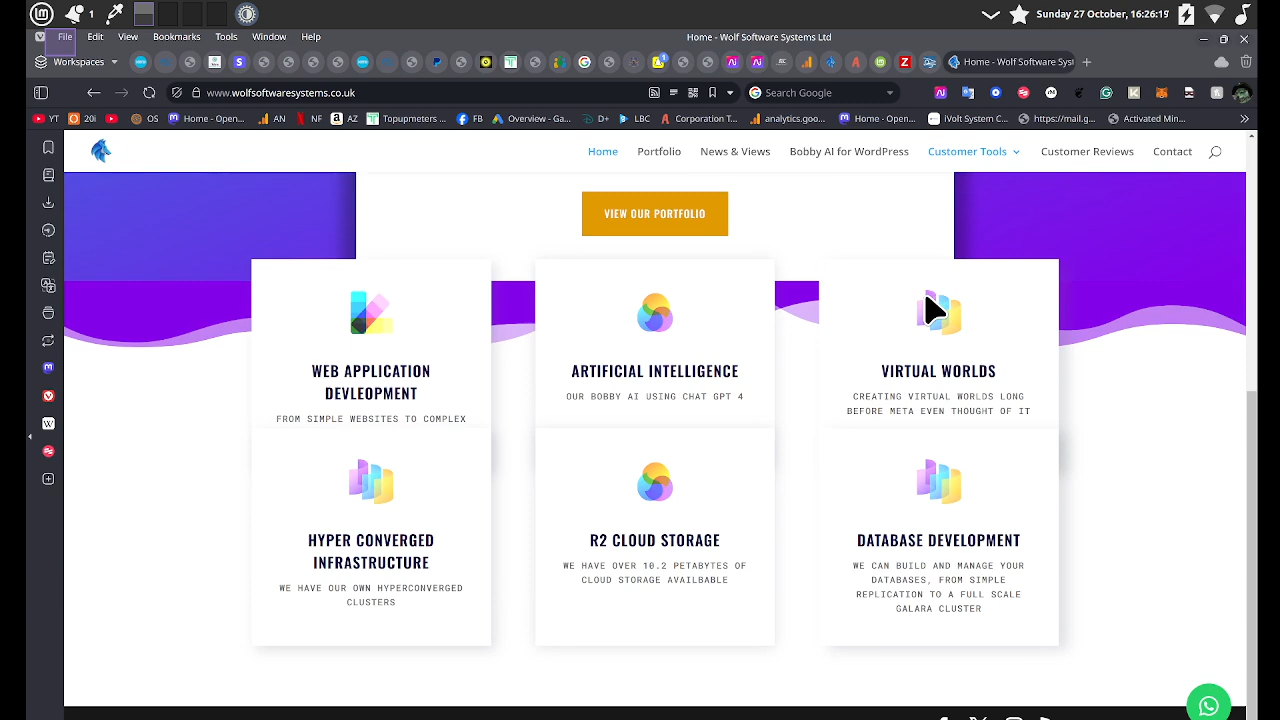 1
Sunday 27 October, 16:26:19
File Edit View Bookmarks Tools Window Help
Home - Wolf Software Systems Ltd
Workspaces
Home - Wolf Software Syst
www.wolfsoftwaresystems.co.uk
Search Google
YT 20i OS Home - Open... AN NF AZ Topupmeters ... FB Overview - Ga... D+ LBC Corporation T... analytics.goo... Home - Open... Volt System C... https://mail.g... Activated Min...
Home Portfolio News & Views Bobby AI for WordPress Customer Tools Customer Reviews Contact
VIEW OUR PORTFOLIO
WEB APPLICATION
DEVLEOPMENT
FROM SIMPLE WEBSITES TO COMPLEX
ARTIFICIAL INTELLIGENCE
OUR BOBBY AI USING CHAT GPT 4
VIRTUAL WORLDS
CREATING VIRTUAL WORLDS LONG
BEFORE META EVEN THOUGHT OF IT
HYPER CONVERGED
INFRASTRUCTURE
WE HAVE OUR OWN HYPERCONVERGED
CLUSTERS
R2 CLOUD STORAGE
WE HAVE OVER 10.2 PETABYTES OF
CLOUD STORAGE AVAILBABLE
DATABASE DEVELOPMENT
WE CAN BUILD AND MANAGE YOUR
DATABASES, FROM SIMPLE
REPLICATION TO A FULL SCALE
GALARA CLUSTER